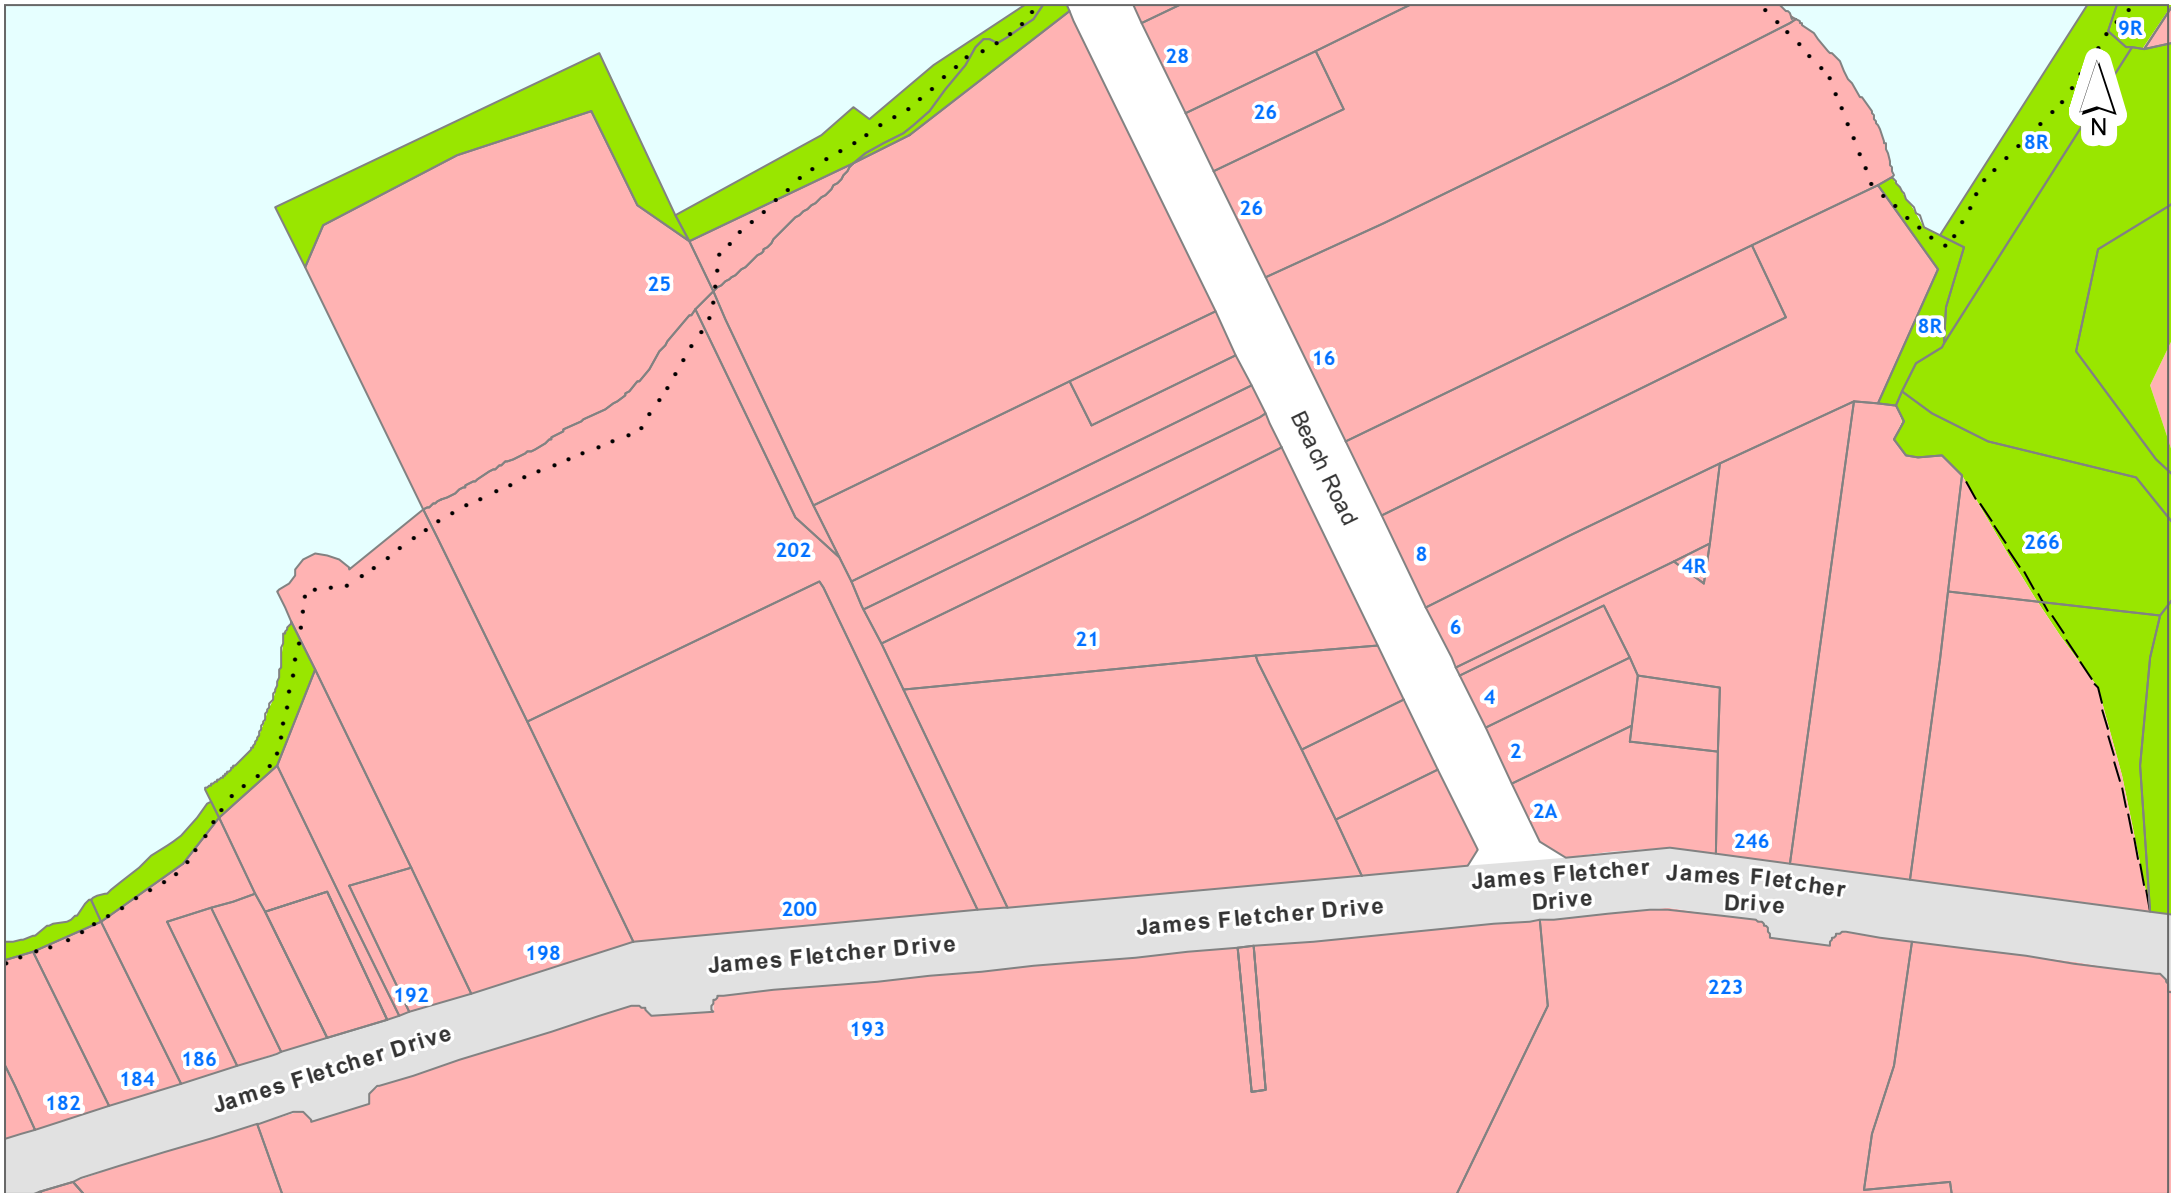 9R
28
26
8R
N
26
25
8R
16
Beach Road
202
8
266
4R
6
21
4
2
2A
246
James Fletcher
Drive
James Fletcher
Drive
200
James Fletcher Drive
James Fletcher Drive
198
192
223
193
James Fletcher Drive
186
184
182